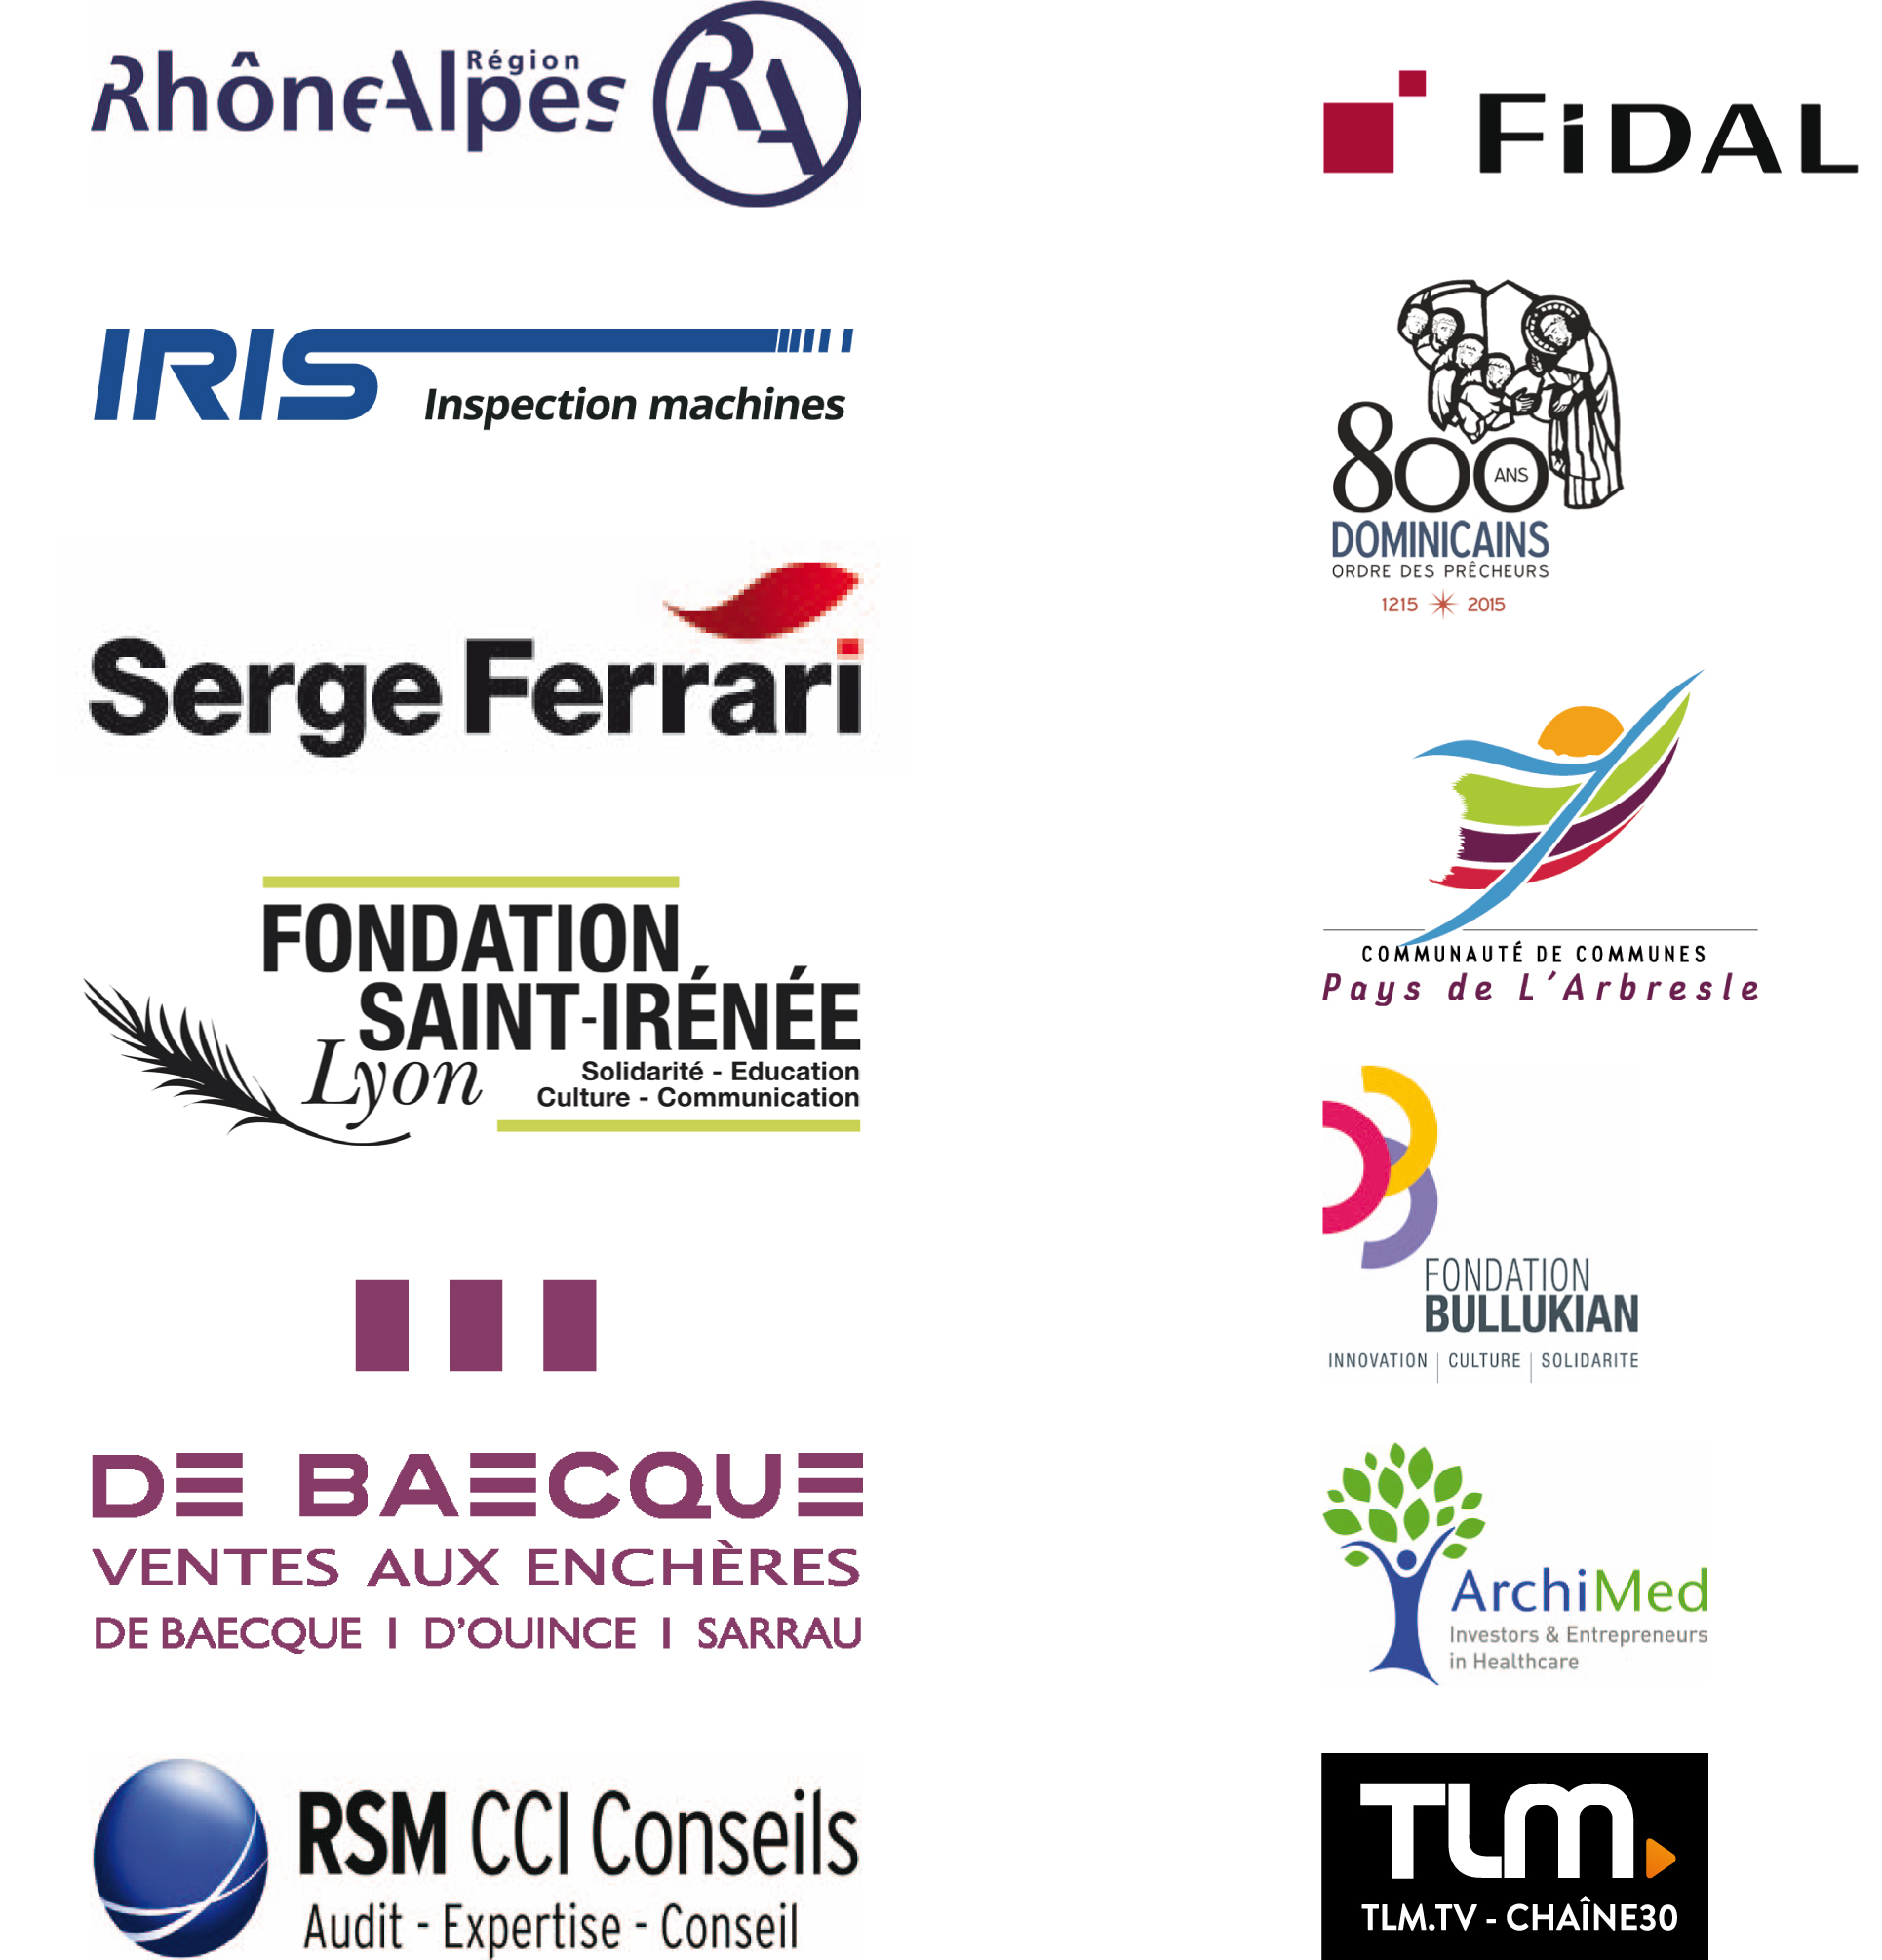 RhôneAlpes
Région
RA
IRIS
Inspection machines
Serge Ferrari
FONDATION
SAINT-IRÉNÉE
Lyon
Solidarité - Education
Culture - Communication
DE BAECQUE
VENTES AUX ENCHÈRES
DE BAECQUE I D'OUINCE I SARRAU
RSM CCI Conseils
Audit - Expertise - Conseil
FiDAL
800 ANS
DOMINICAINS
ORDRE DES PRÊCHEURS
1215 2015
COMMUNAUTÉ DE COMMUNES
Pays de L'Arbresle
FONDATION
BULLUKIAN
INNOVATION | CULTURE | SOLIDARITE
ArchiMed
Investors & Entrepreneurs
in Healthcare
TLM
TLM.TV - CHAÎNE30